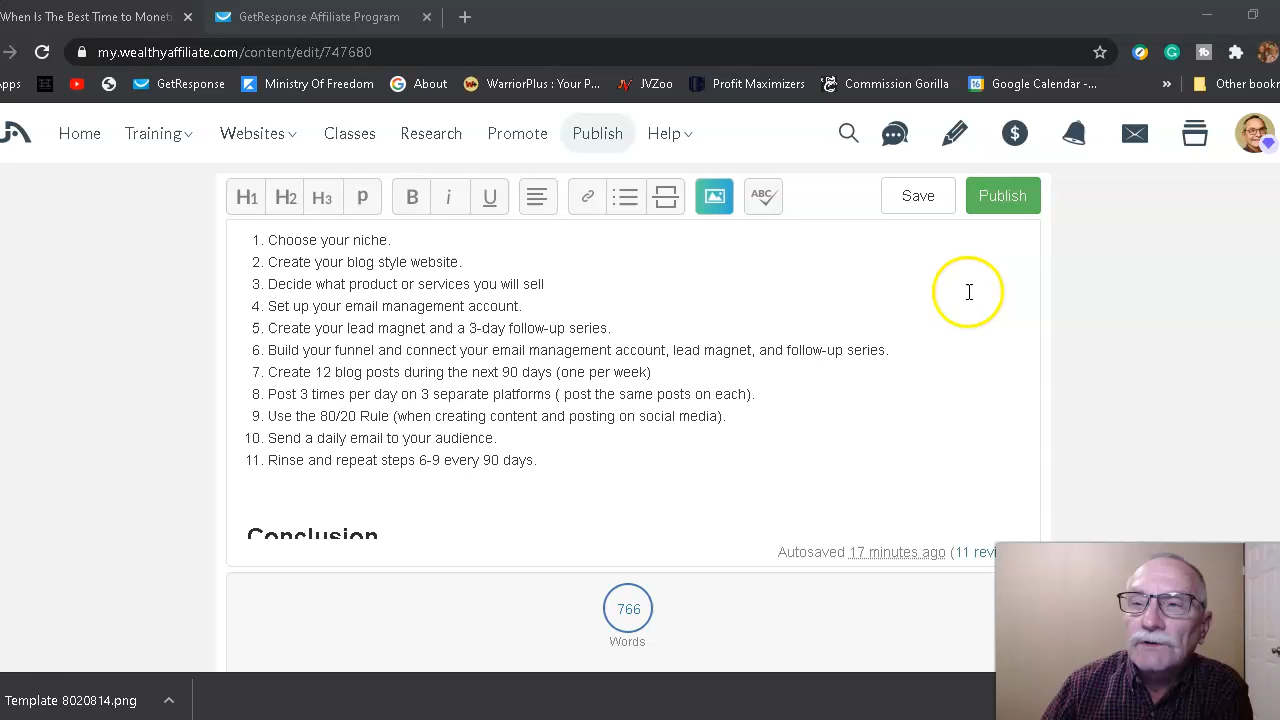 When Is The Best Time to Moneti
GetResponse Affiliate Program
my.wealthyaffiliate.com/content/edit/747680
pps
GetResponse
Ministry Of Freedom
About
WarriorPlus : Your P...
JVZoo
Profit Maximizers
Commission Gorilla
Google Calendar -...
Other bookr
Home
Training
Websites
Classes
Research
Promote
Publish
Help
H1 H2 H3 p B i U ABC
Save
Publish
1. Choose your niche.
2. Create your blog style website.
3. Decide what product or services you will sell
4. Set up your email management account.
5. Create your lead magnet and a 3-day follow-up series.
6. Build your funnel and connect your email management account, lead magnet, and follow-up series.
7. Create 12 blog posts during the next 90 days (one per week)
8. Post 3 times per day on 3 separate platforms ( post the same posts on each).
9. Use the 80/20 Rule (when creating content and posting on social media).
10. Send a daily email to your audience.
11. Rinse and repeat steps 6-9 every 90 days.
Conclusion
Autosaved 17 minutes ago (11 revi
766
Words
Template 8020814.png